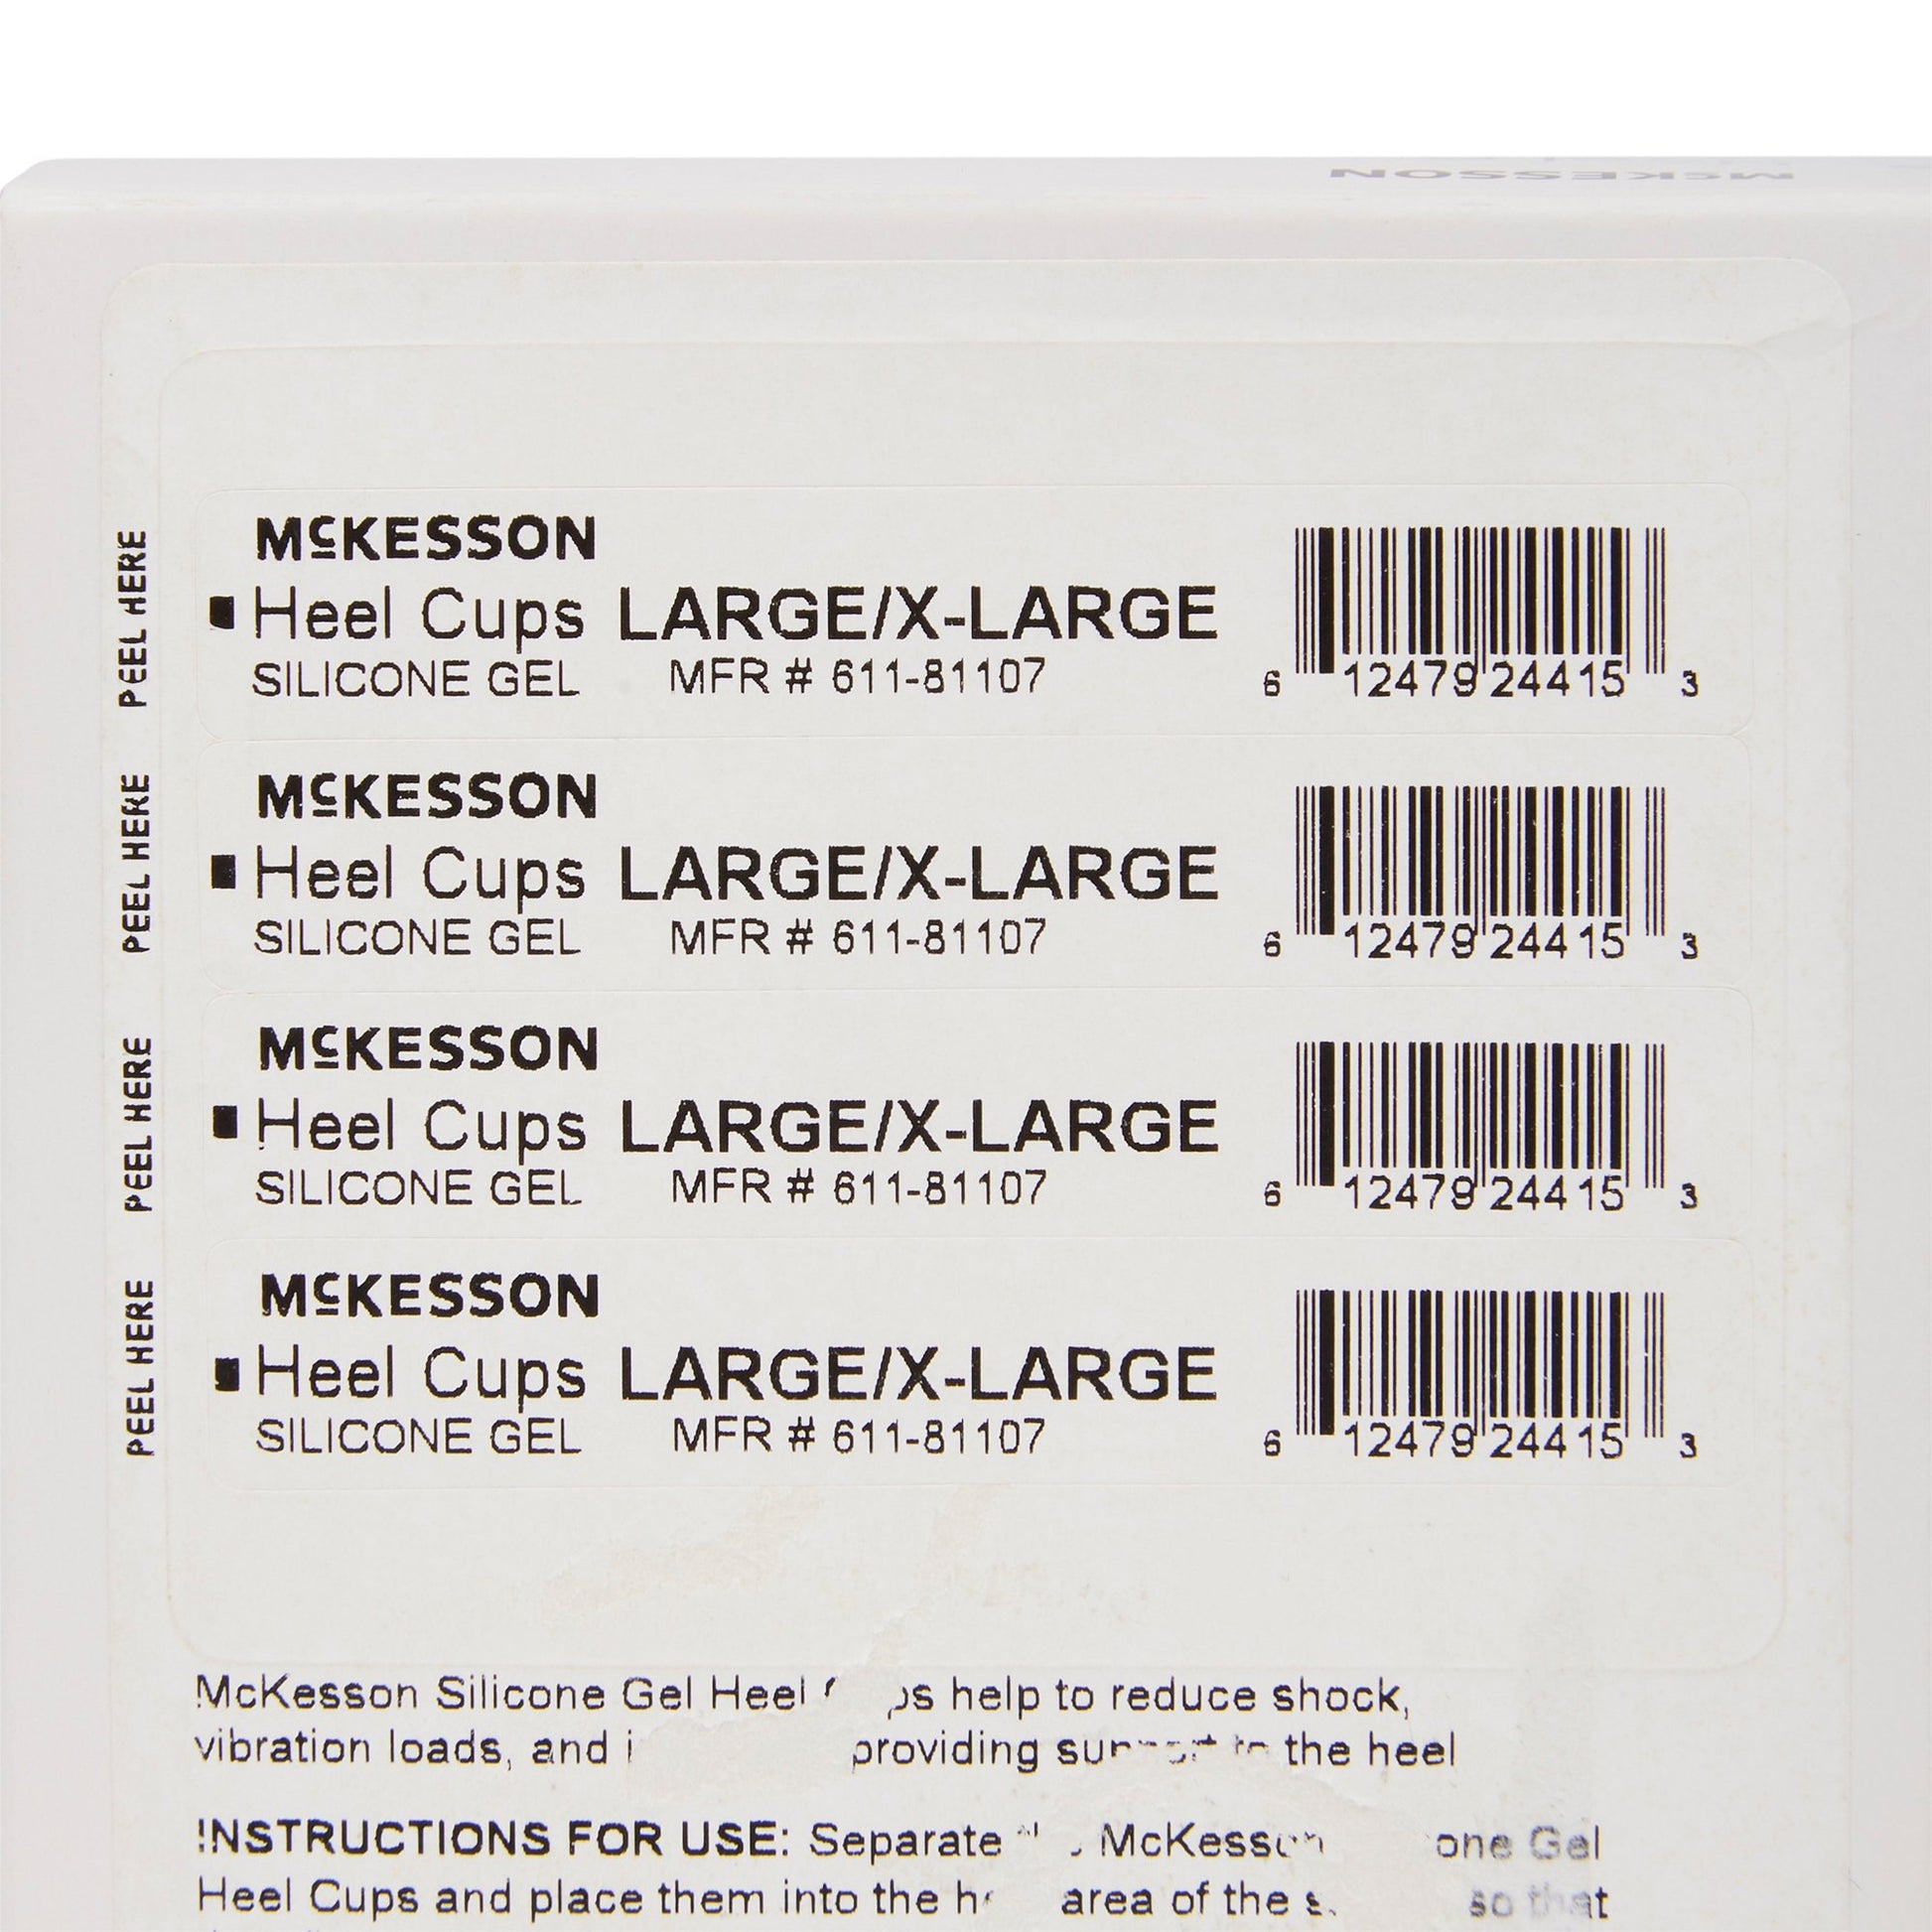 McKESSON
PEEL HERE
McKESSON
Heel Cups LARGE/X-LARGE
SILICONE GEL MFR # 611-81107
6 12479 24415 3
PEEL HERE
McKESSON
Heel Cups LARGE/X-LARGE
SILICONE GEL MFR # 611-81107
6 12479 24415 3
PEEL HERE
McKESSON
Heel Cups LARGE/X-LARGE
SILICONE GEL MFR # 611-81107
6 12479 24415 3
PEEL HERE
McKESSON
Heel Cups LARGE/X-LARGE
SILICONE GEL MFR # 611-81107
6 12479 24415 3
McKesson Silicone Gel Heel help to reduce shock,
vibration loads, and providing support to the heel
INSTRUCTIONS FOR USE: Separate McKesson Gel
Heel Cups and place them into the area of the so that